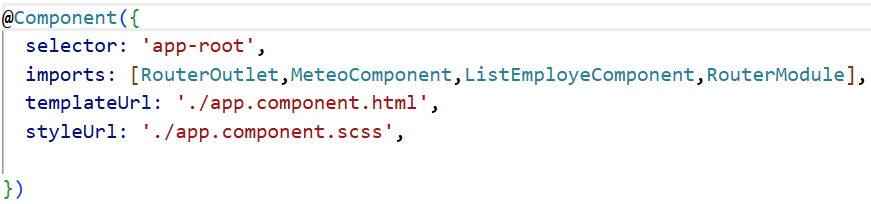 @Component({
  selector: 'app-root',
  imports: [RouterOutlet,MeteoComponent,ListEmployeComponent,RouterModule],
  templateUrl: './app.component.html',
  styleUrl: './app.component.scss',
})